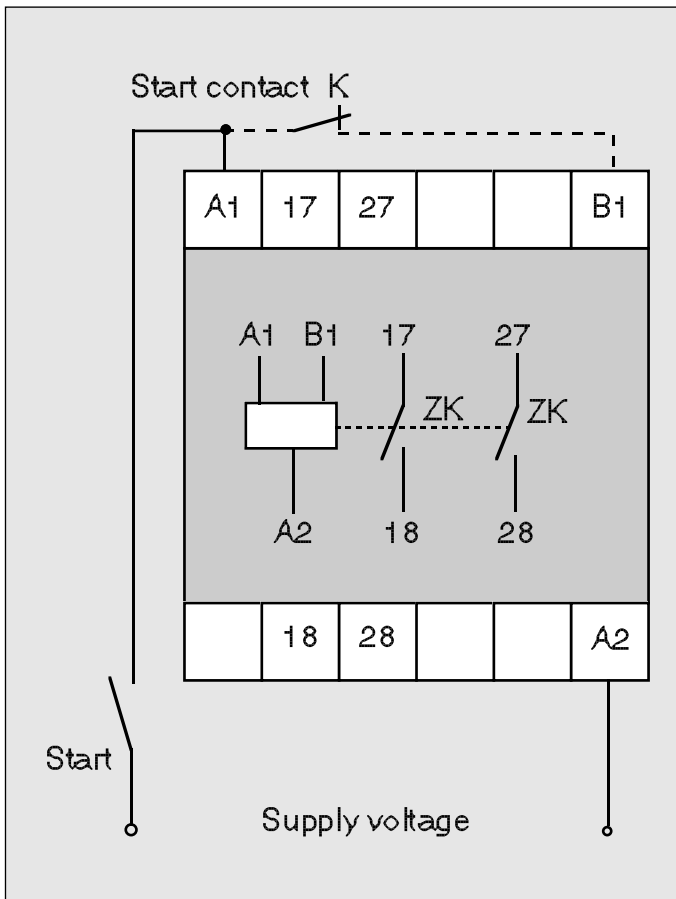 Start contact K
A1 17 27 B1
A1 B1 17 27
ZK ZK
A2 18 28
18 28 A2
Start
Supply voltage